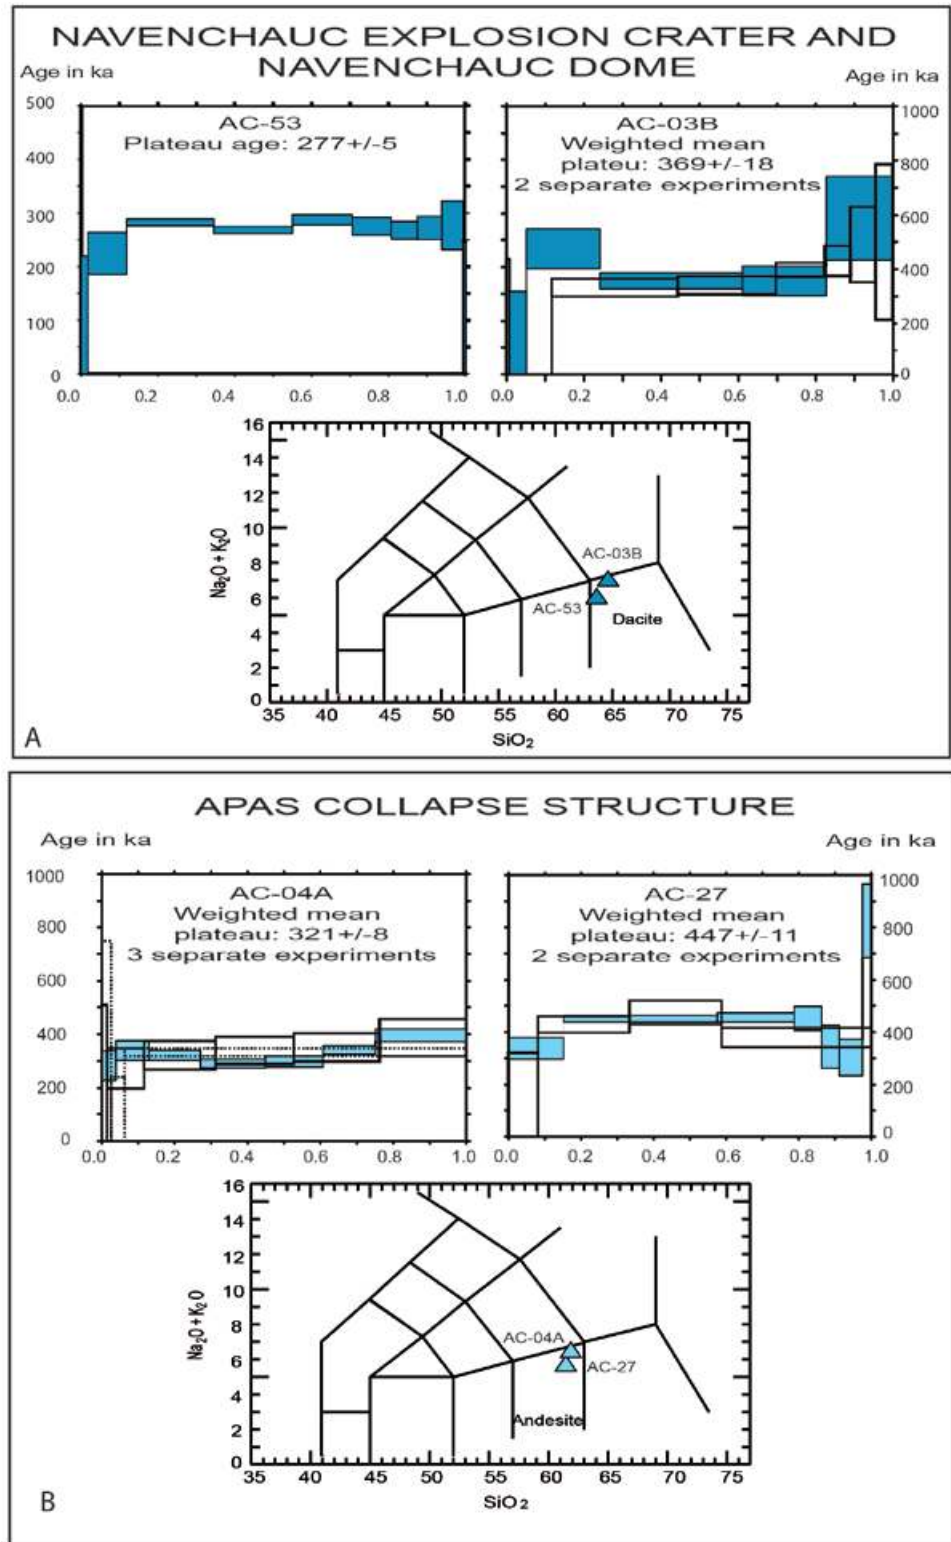 NAVENCHAUC EXPLOSION CRATER AND
NAVENCHAUC DOME
Age in ka
Age in ka
AC-53
Plateau age: 277+/-5
500
400
300
200
100
0
0.0 0.2 0.4 0.6 0.8 1.0
AC-03B
Weighted mean
plateu: 369+/-18
2 separate experiments
1000
800
600
400
200
0
0.0 0.2 0.4 0.6 0.8 1.0
Na2O + K2O
16
14
12
10
8
6
4
2
0
AC-03B
AC-53
Dacite
35 40 45 50 55 60 65 70 75
SiO2
A
APAS COLLAPSE STRUCTURE
Age in ka
Age in ka
AC-04A
Weighted mean
plateau: 321+/-8
3 separate experiments
1000
800
600
400
200
0
0.0 0.2 0.4 0.6 0.8 1.0
AC-27
Weighted mean
plateau: 447+/-11
2 separate experiments
1000
800
600
400
200
0
0.0 0.2 0.4 0.6 0.8 1.0
Na2O + K2O
16
14
12
10
8
6
4
2
0
AC-04A
AC-27
Andesite
35 40 45 50 55 60 65 70 75
SiO2
B